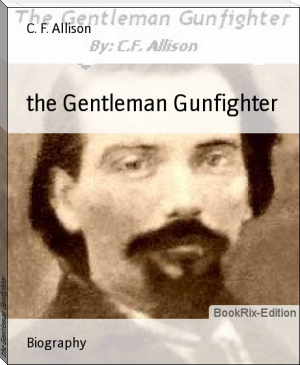 The Gentleman Gunfighter
C. F. Allison
By: C.F. Allison
the Gentleman Gunfighter
BookRix-Edition
Biography
the Gentleman Gunfighter